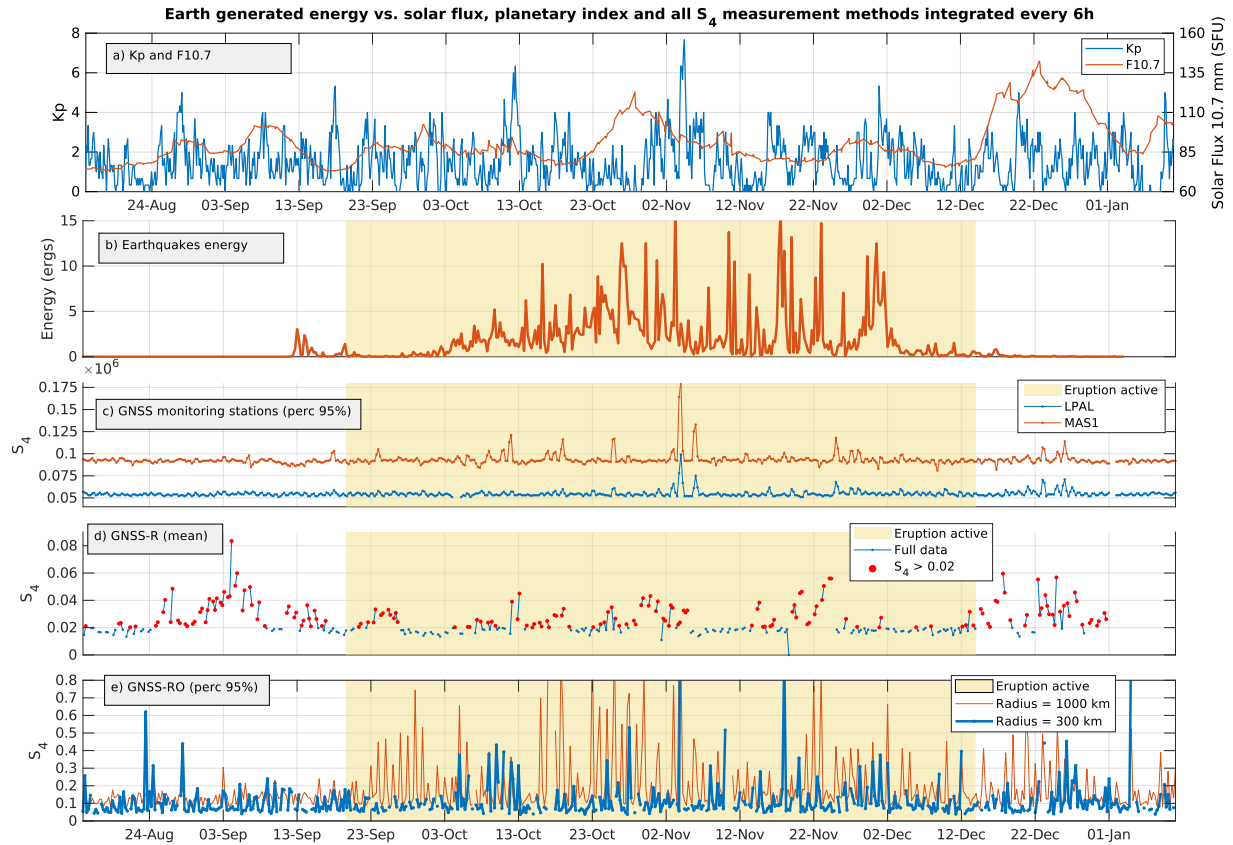 Earth generated energy vs. solar flux, planetary index and all S4 measurement methods integrated every 6h
a) Kp and F10.7
Kp
F10.7
8
6
4
2
0
Kp
160
135
110
85
60
Solar Flux 10.7 mm (SFU)
24-Aug 03-Sep 13-Sep 23-Sep 03-Oct 13-Oct 23-Oct 02-Nov 12-Nov 22-Nov 02-Dec 12-Dec 22-Dec 01-Jan
b) Earthquakes energy
15
10
5
0
Energy (ergs)
×10^6
c) GNSS monitoring stations (perc 95%)
Eruption active
LPAL
MAS1
0.175
0.15
0.125
0.1
0.075
0.05
S4
d) GNSS-R (mean)
Eruption active
Full data
S4 > 0.02
0.08
0.06
0.04
0.02
0
S4
e) GNSS-RO (perc 95%)
Eruption active
Radius = 1000 km
Radius = 300 km
0.8
0.7
0.6
0.5
0.4
0.3
0.2
0.1
0
S4
24-Aug 03-Sep 13-Sep 23-Sep 03-Oct 13-Oct 23-Oct 02-Nov 12-Nov 22-Nov 02-Dec 12-Dec 22-Dec 01-Jan